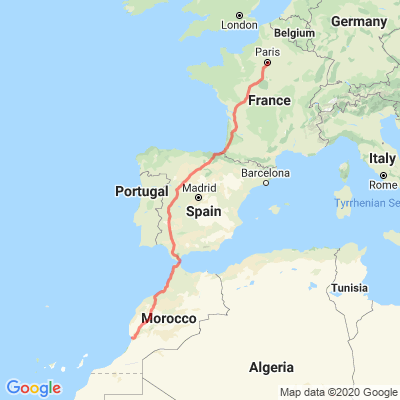 London
Germany
Belgium
Paris
France
Italy
Rome
Barcelona
Portugal
Madrid
Spain
Tyrrhenian Se
Tunisia
Morocco
Algeria
Google
Map data ©2020 Google